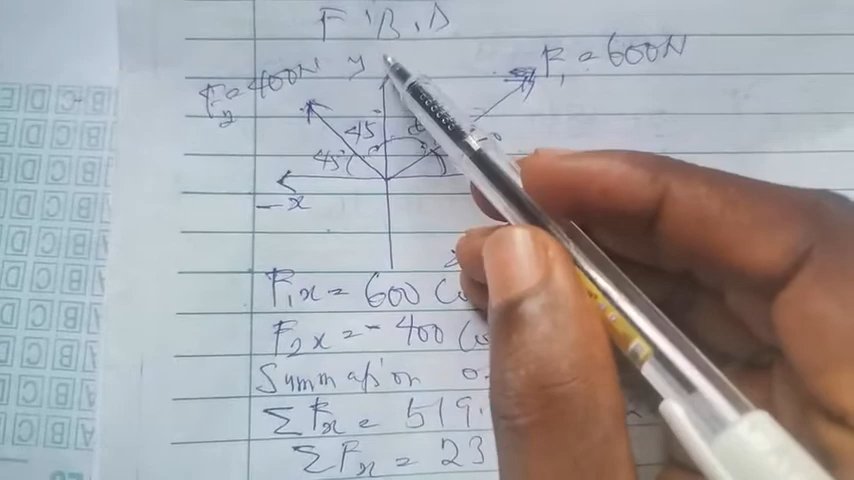 F.B.D
F₂=400N y F₁=600N
45
45°
-x
F₁x = 600 (
F₂x = -400 (
Summation o
ΣFx = 519.
ΣFx = 23